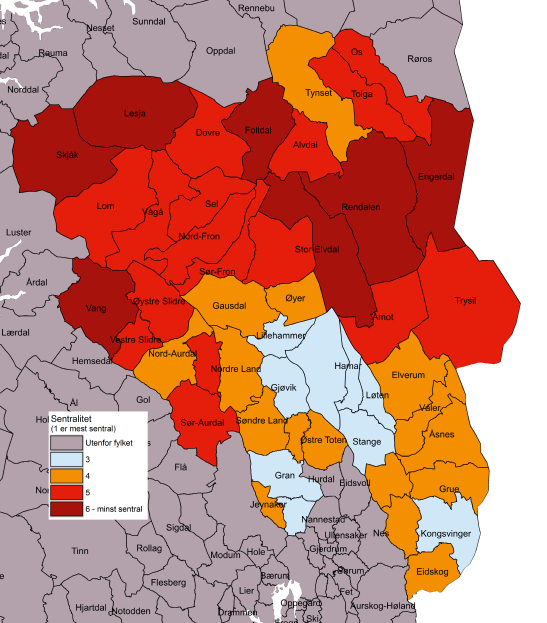 Rennebu
Sunndal
Nesset
Oppdal
Os
Røros
Rauma
Norddal
Tynset
Tolga
Lesja
Dovre
Folldal
Alvdal
Skjåk
Engerdal
Lom
Vågå
Sel
Rendalen
Luster
Nord-Fron
Stor-Elvdal
Sør-Fron
Årdal
Øystre Slidre
Øyer
Trysil
Vang
Gausdal
Åmot
Lærdal
Vestre Slidre
Lillehammer
Nord-Aurdal
Hemsedal
Nordre Land
Hamar
Elverum
Gjøvik
Løten
Ål
Gol
Våler
Sentralitet
(1 er mest sentral)
Utenfor fylket
3
4
5
6 - minst sentral
Sør-Aurdal
Søndre Land
Østre Toten
Stange
Åsnes
Flå
Gran
Hurdal
Eidsvoll
Grue
Jevnaker
Nannestad
Sigdal
Ullensaker
Nes
Kongsvinger
Tinn
Rollag
Modum
Hole
Gjerdrum
Eidskog
Flesberg
Bærum
Lier
Fet
Hjartdal
Notodden
Drammen
Oppegård
Ski
Aurskog-Høland